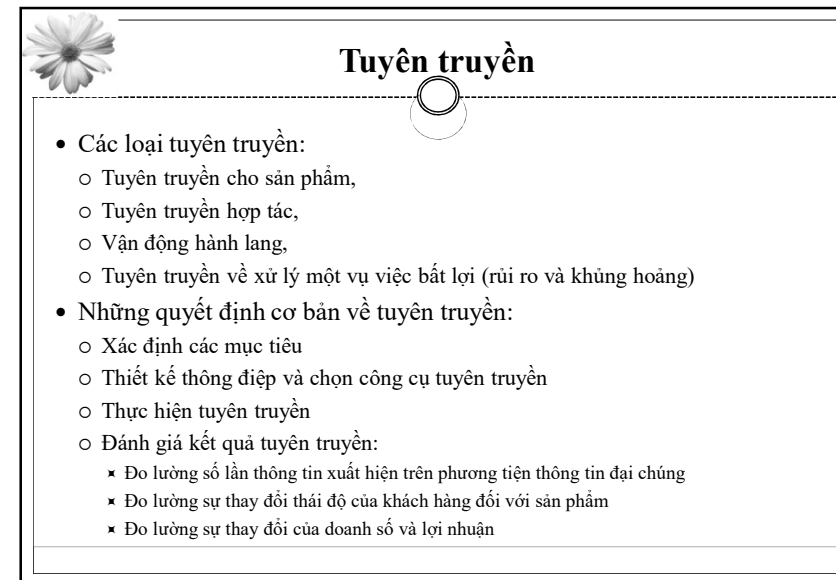 Tuyên truyền
• Các loại tuyên truyền:
○ Tuyên truyền cho sản phẩm,
○ Tuyên truyền hợp tác,
○ Vận động hành lang,
○ Tuyên truyền về xử lý một vụ việc bất lợi (rủi ro và khủng hoảng)
• Những quyết định cơ bản về tuyên truyền:
○ Xác định các mục tiêu
○ Thiết kế thông điệp và chọn công cụ tuyên truyền
○ Thực hiện tuyên truyền
○ Đánh giá kết quả tuyên truyền:
× Đo lường số lần thông tin xuất hiện trên phương tiện thông tin đại chúng
× Đo lường sự thay đổi thái độ của khách hàng đối với sản phẩm
× Đo lường sự thay đổi của doanh số và lợi nhuận